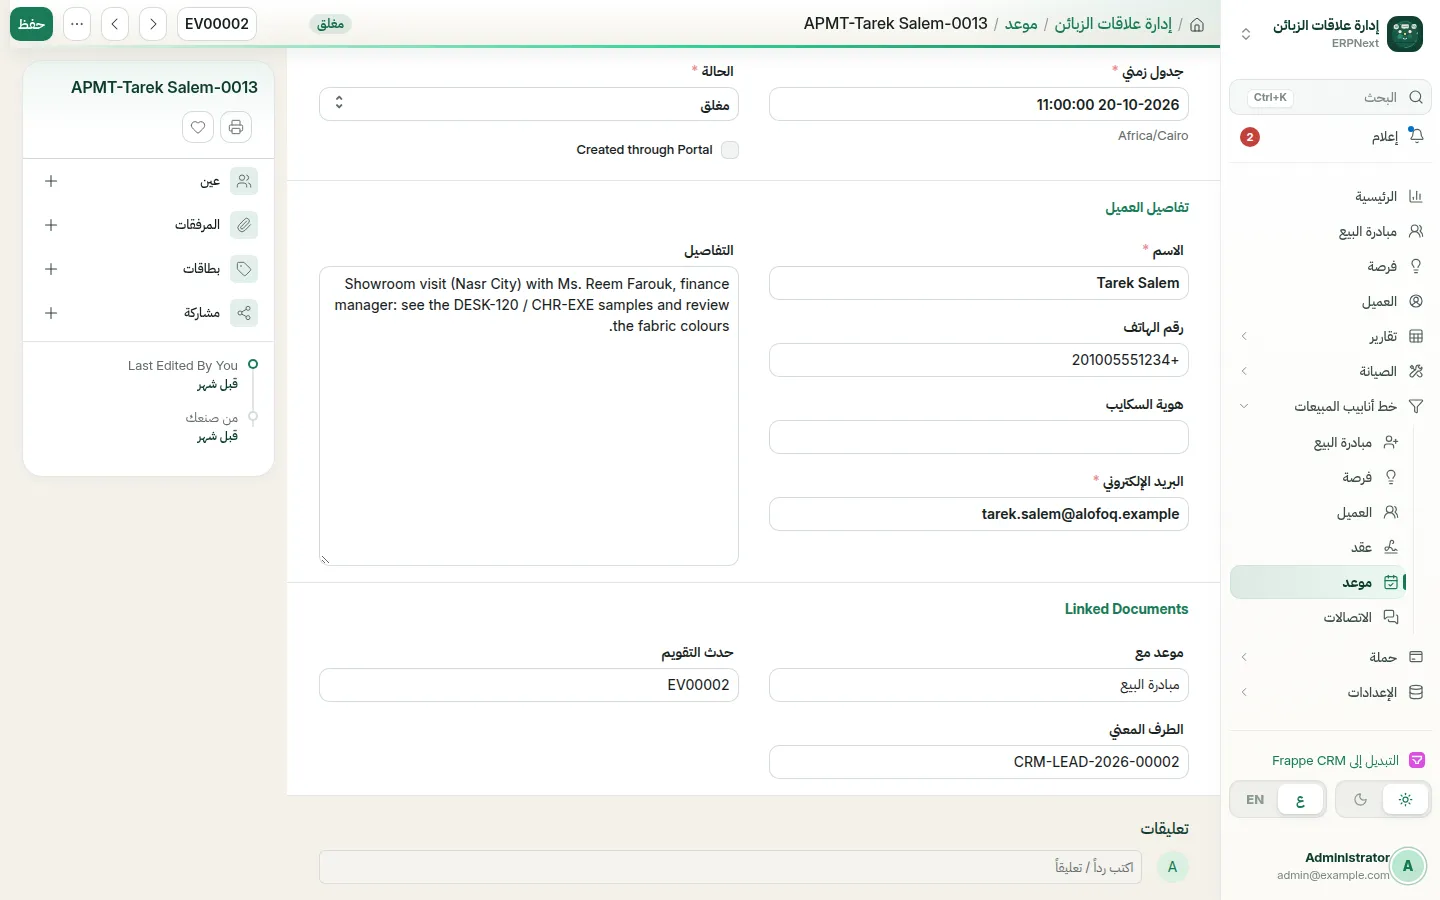 إدارة علاقات الزبائن
ERPNext
البحث
Ctrl+K
إعلام
2
الرئيسية
مبادرة البيع
فرصة
العميل
تقارير
الصيانة
خط أنابيب المبيعات
مبادرة البيع
فرصة
العميل
عقد
موعد
الاتصالات
حملة
الإعدادات
التبديل إلى Frappe CRM
EN
ع
Administrator
admin@example.com
A
إدارة علاقات الزبائن / موعد / APMT-Tarek Salem-0013
مغلق
EV00002
حفظ
جدول زمني *
20-10-2026 11:00:00
Africa/Cairo
الحالة *
مغلق
Created through Portal
تفاصيل العميل
الاسم *
Tarek Salem
رقم الهاتف
201005551234+
هوية السكايب
البريد الإلكتروني *
tarek.salem@alofoq.example
التفاصيل
Showroom visit (Nasr City) with Ms. Reem Farouk, finance
manager: see the DESK-120 / CHR-EXE samples and review
the fabric colours.
Linked Documents
موعد مع
مبادرة البيع
حدث التقويم
EV00002
الطرف المعني
CRM-LEAD-2026-00002
تعليقات
A
اكتب رداً / تعليقاً
APMT-Tarek Salem-0013
عين
المرفقات
بطاقات
مشاركة
Last Edited By You
قبل شهر
من صنعك
قبل شهر